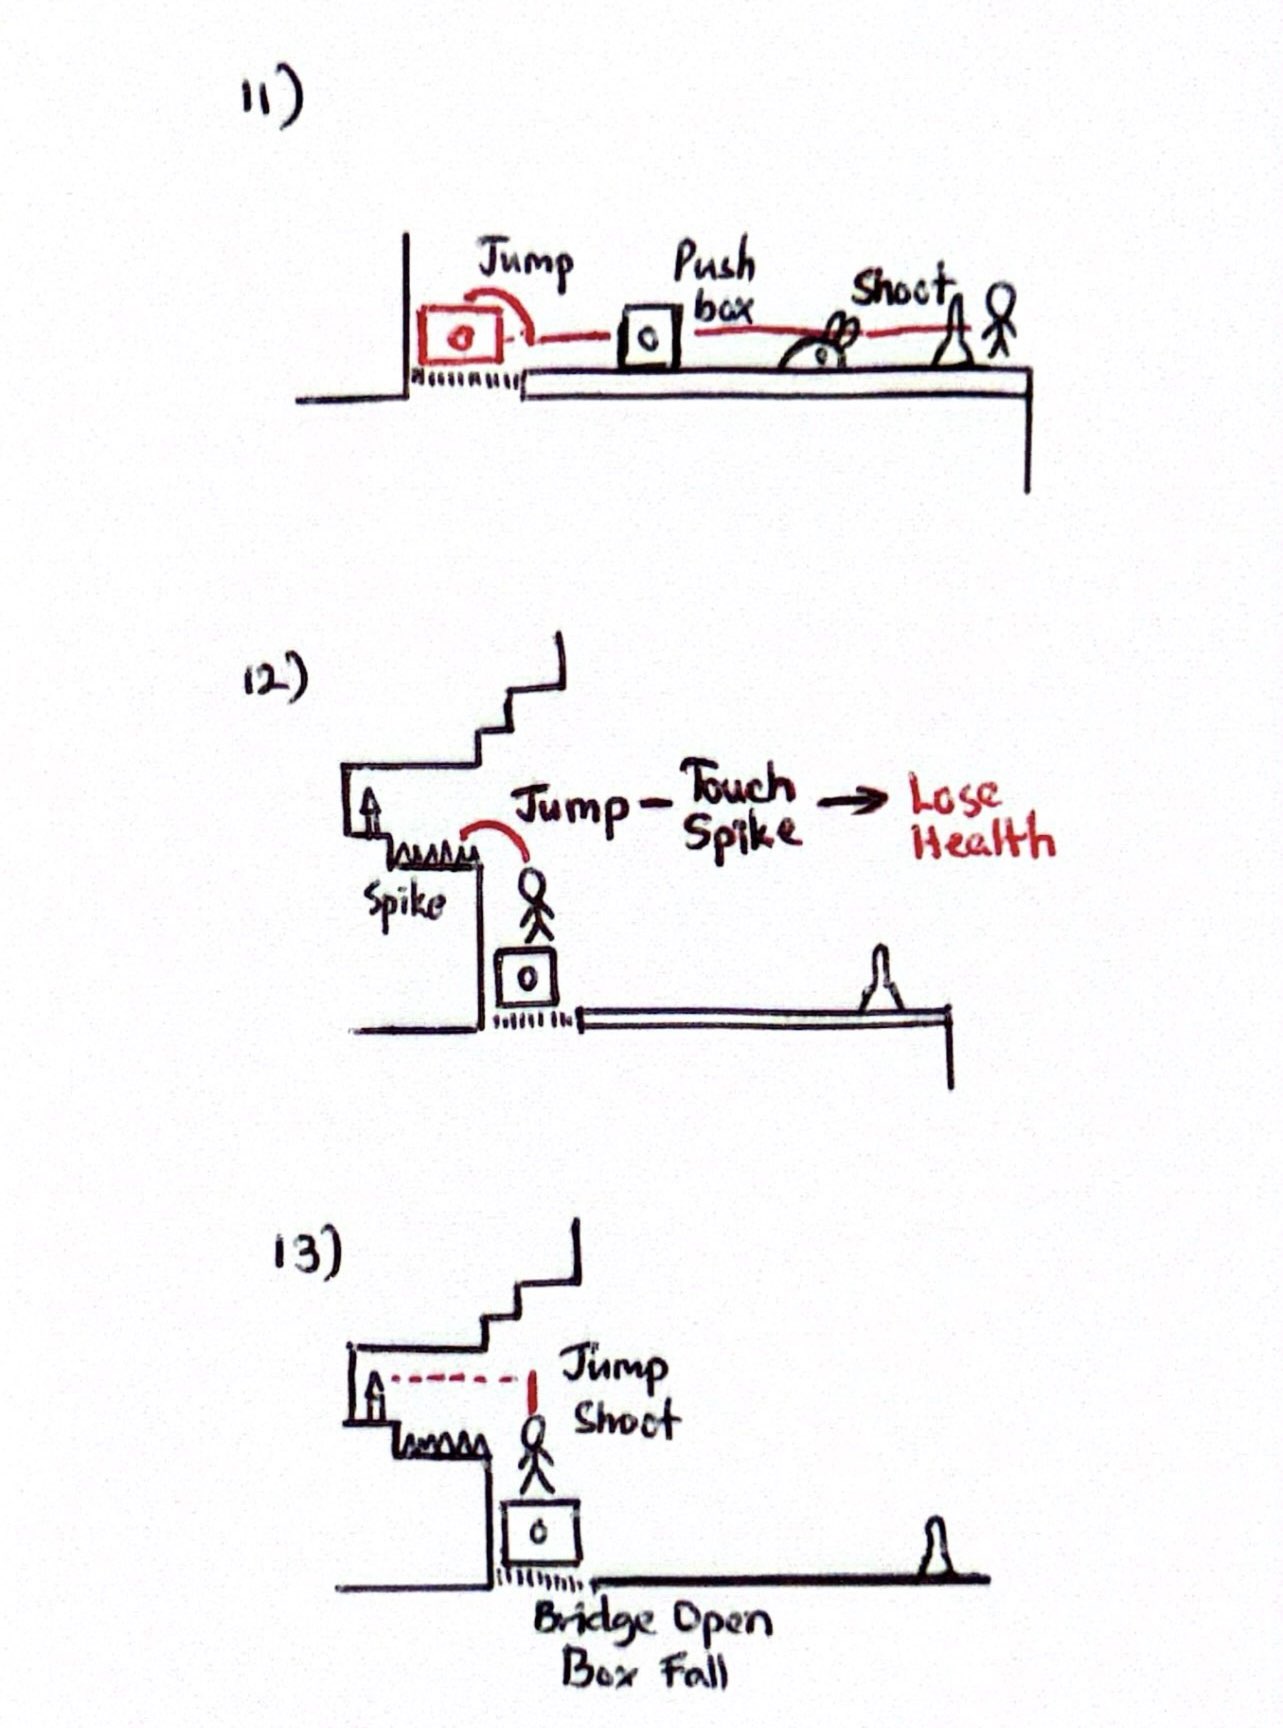 11)
Jump
Push
box
Shoot
12)
Jump - Touch
Spike → Lose
Health
Spike
13)
Jump
Shoot
Bridge Open
Box Fall